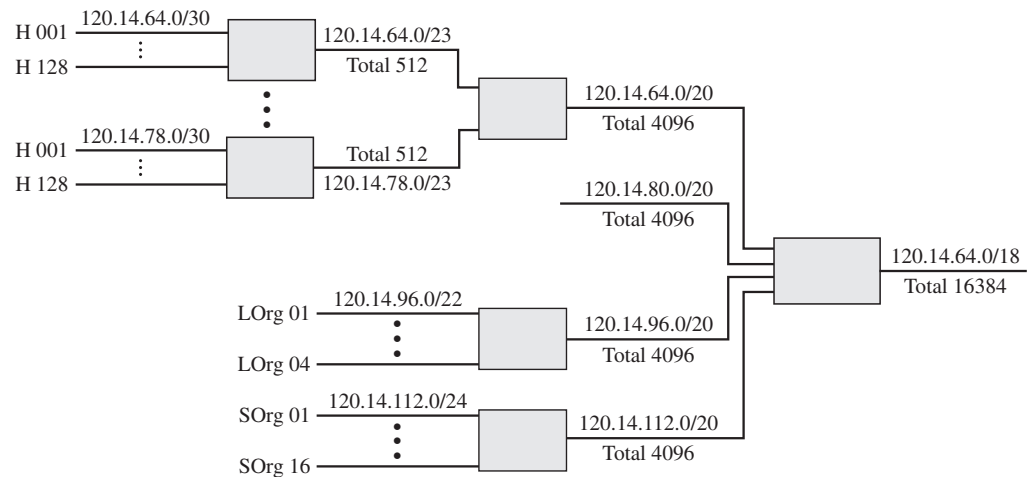 H 001
120.14.64.0/30
H 128
120.14.64.0/23
Total 512
H 001
120.14.78.0/30
H 128
Total 512
120.14.78.0/23
120.14.64.0/20
Total 4096
120.14.80.0/20
Total 4096
LOrg 01
120.14.96.0/22
LOrg 04
120.14.96.0/20
Total 4096
SOrg 01
120.14.112.0/24
SOrg 16
120.14.112.0/20
Total 4096
120.14.64.0/18
Total 16384